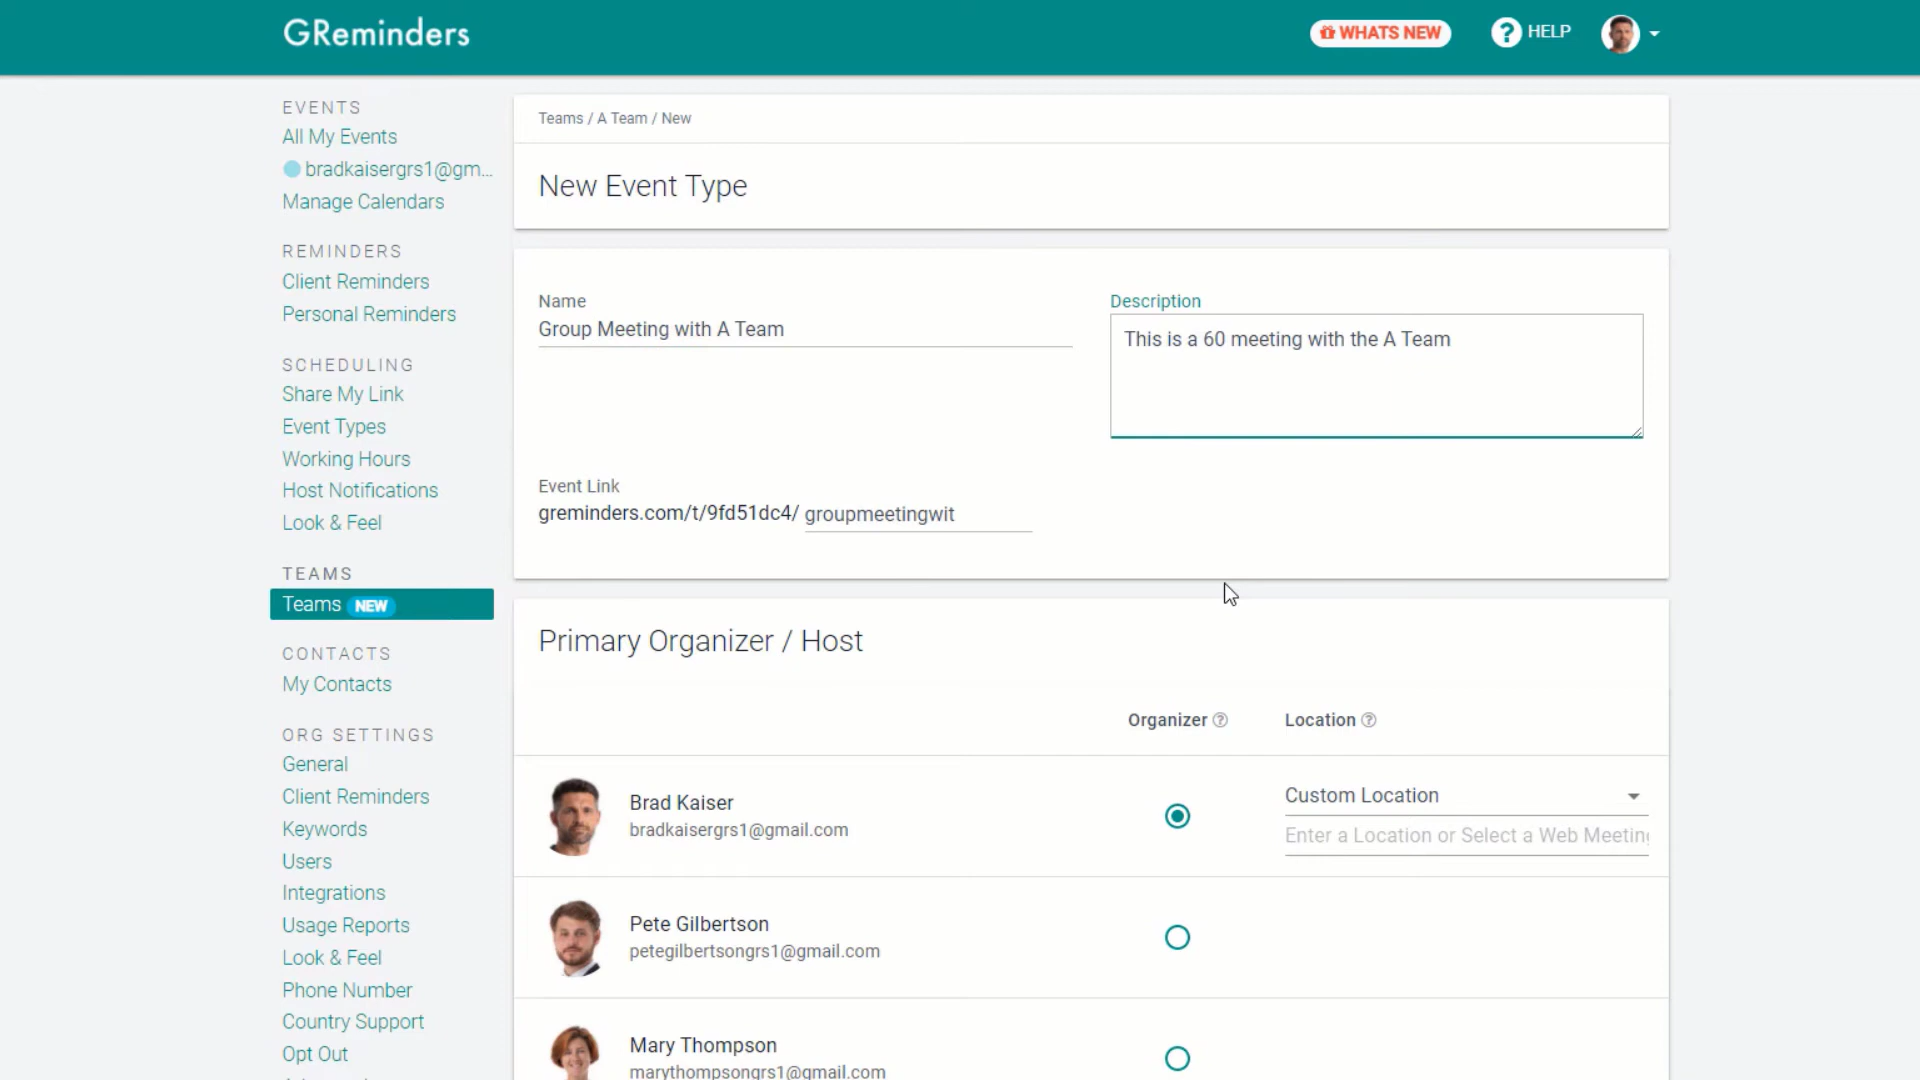 GReminders
WHATS NEW
? HELP
EVENTS
All My Events
bradkaisergrs1@gm...
Manage Calendars
REMINDERS
Client Reminders
Personal Reminders
SCHEDULING
Share My Link
Event Types
Working Hours
Host Notifications
Look & Feel
TEAMS
Teams NEW
CONTACTS
My Contacts
ORG SETTINGS
General
Client Reminders
Keywords
Users
Integrations
Usage Reports
Look & Feel
Phone Number
Country Support
Opt Out
Teams / A Team / New
New Event Type
Name
Group Meeting with A Team
Description
This is a 60 meeting with the A Team
Event Link
greminders.com/t/9fd51dc4/ groupmeetingwit
Primary Organizer / Host
Organizer ? Location ?
Brad Kaiser
bradkaisergrs1@gmail.com
Custom Location
Enter a Location or Select a Web Meeting
Pete Gilbertson
petegilbertsongrs1@gmail.com
Mary Thompson
marythompsongrs1@gmail.com